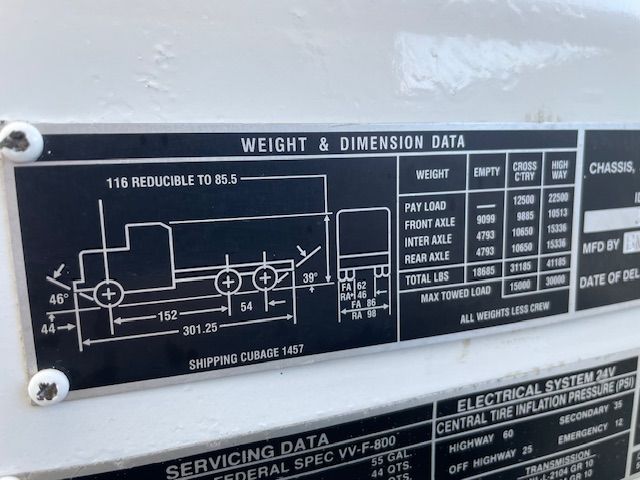 WEIGHT & DIMENSION DATA
116 REDUCIBLE TO 85.5
46°
39°
44
152
54
301.25
FA 62
RA 46
FA 86
RA 98
SHIPPING CUBAGE 1457
WEIGHT EMPTY CROSS C'TRY HIGH WAY
PAY LOAD — 12500 22500
FRONT AXLE 9099 9885 10513
INTER AXLE 4793 10650 15336
REAR AXLE 4793 10650 15336
TOTAL LBS 18685 31185 41185
MAX TOWED LOAD 15000 30000
ALL WEIGHTS LESS CREW
CHASSIS,
MFD BY
DATE OF DEL
SERVICING DATA
FEDERAL SPEC VV-F-800
55 GAL.
44 QTS.
ELECTRICAL SYSTEM 24V
CENTRAL TIRE INFLATION PRESSURE (PSI)
HIGHWAY 60 SECONDARY 35
OFF HIGHWAY 25 EMERGENCY 12
TRANSMISSION
L-2104 GR 10
GR 10